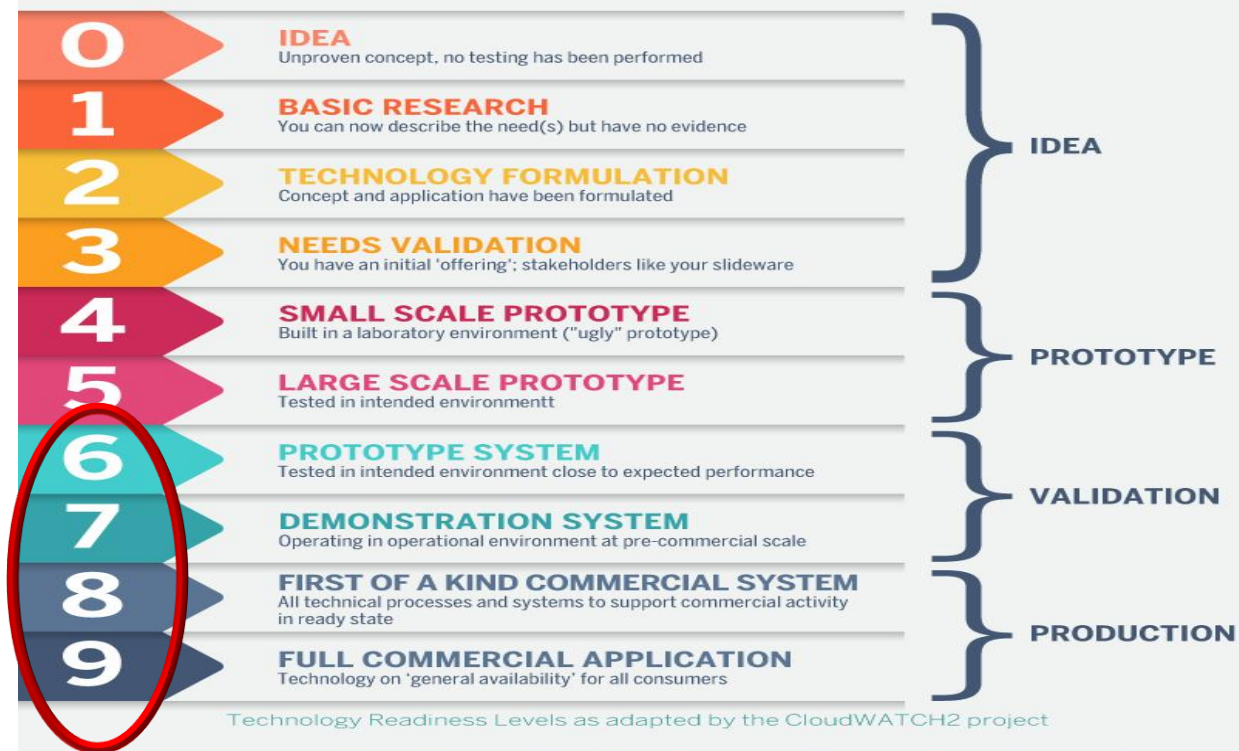 0
IDEA
Unproven concept, no testing has been performed
1
BASIC RESEARCH
You can now describe the need(s) but have no evidence
IDEA
2
TECHNOLOGY FORMULATION
Concept and application have been formulated
3
NEEDS VALIDATION
You have an initial 'offering'; stakeholders like your slideware
4
SMALL SCALE PROTOTYPE
Built in a laboratory environment ("ugly" prototype)
PROTOTYPE
5
LARGE SCALE PROTOTYPE
Tested in intended environmentt
6
PROTOTYPE SYSTEM
Tested in intended environment close to expected performance
VALIDATION
7
DEMONSTRATION SYSTEM
Operating in operational environment at pre-commercial scale
8
FIRST OF A KIND COMMERCIAL SYSTEM
All technical processes and systems to support commercial activity
in ready state
PRODUCTION
9
FULL COMMERCIAL APPLICATION
Technology on 'general availability' for all consumers
Technology Readiness Levels as adapted by the CloudWATCH2 project